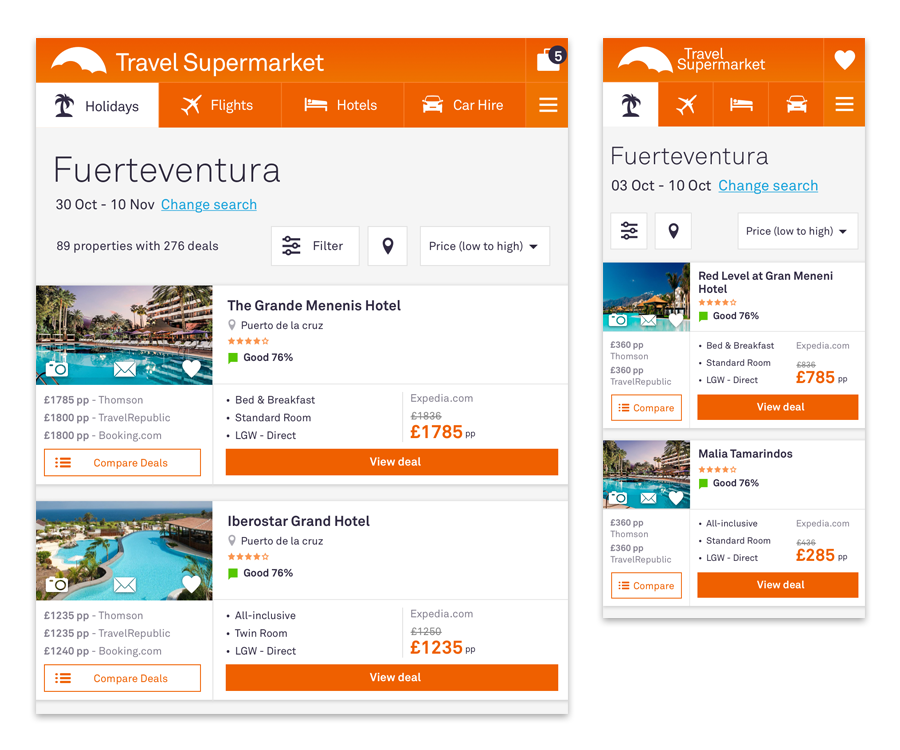 Travel Supermarket
5
Holidays
Flights
Hotels
Car Hire
Fuerteventura
30 Oct - 10 Nov Change search
89 properties with 276 deals
Filter
Price (low to high)
The Grande Menenis Hotel
Puerto de la cruz
Good 76%
£1785 pp - Thomson
£1800 pp - TravelRepublic
£1800 pp - Booking.com
Compare Deals
• Bed & Breakfast
• Standard Room
• LGW - Direct
Expedia.com
£1836
£1785 pp
View deal
Iberostar Grand Hotel
Puerto de la cruz
Good 76%
£1235 pp - Thomson
£1235 pp - TravelRepublic
£1240 pp - Booking.com
Compare Deals
• All-inclusive
• Twin Room
• LGW - Direct
Expedia.com
£1250
£1235 pp
View deal
Travel
Supermarket
Fuerteventura
03 Oct - 10 Oct Change search
Price (low to high)
Red Level at Gran Meneni
Hotel
Good 76%
£360 pp
Thomson
£360 pp
TravelRepublic
Compare
• Bed & Breakfast
• Standard Room
• LGW - Direct
Expedia.com
£836
£785 pp
View deal
Malia Tamarindos
Good 76%
£360 pp
Thomson
£360 pp
TravelRepublic
Compare
• All-inclusive
• Standard Room
• LGW - Direct
Expedia.com
£436
£285 pp
View deal